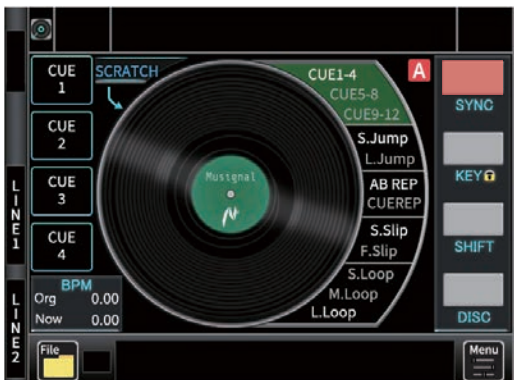 CUE
1
CUE
2
CUE
3
CUE
4
SCRATCH
Musignal
CUE1-4
CUE5-8
CUE9-12
S.Jump
L.Jump
AB REP
CUEREP
S.Slip
F.Slip
S.Loop
M.Loop
L.Loop
A
SYNC
KEY
SHIFT
DISC
LINE1
LINE2
BPM
Org 0.00
Now 0.00
File
Menu